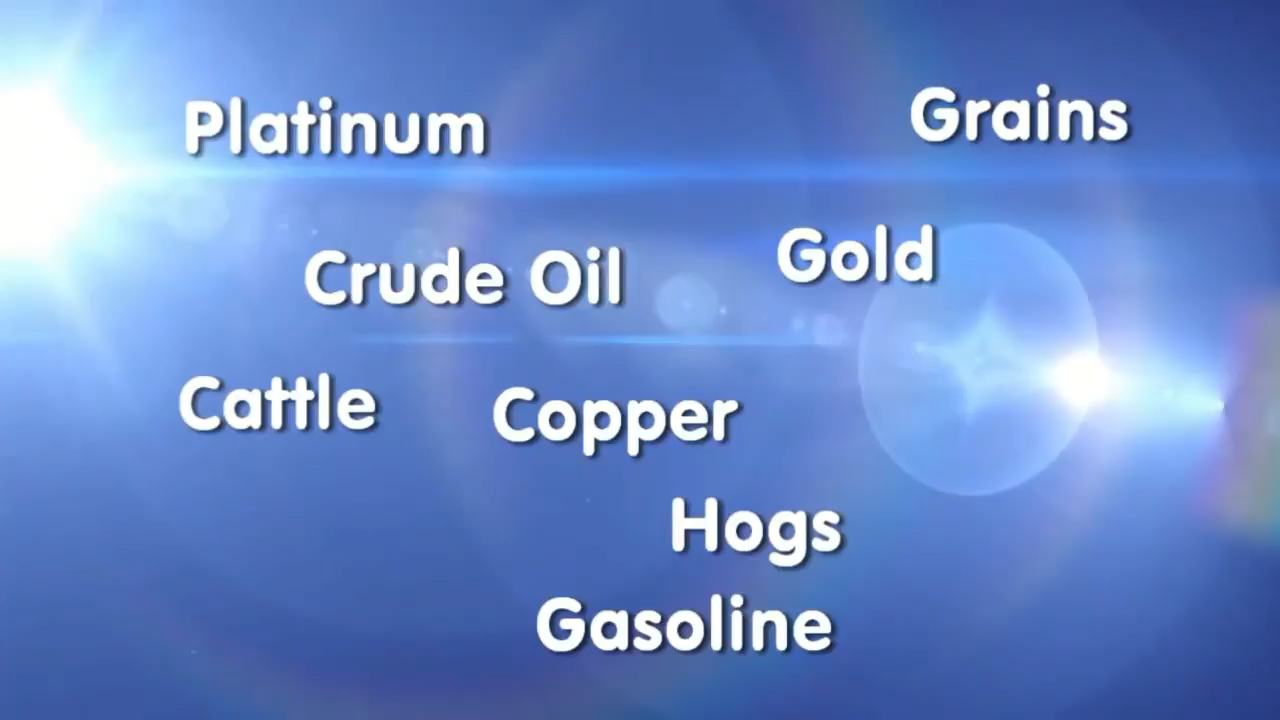 Platinum
Grains
Crude Oil
Gold
Cattle
Copper
Hogs
Gasoline